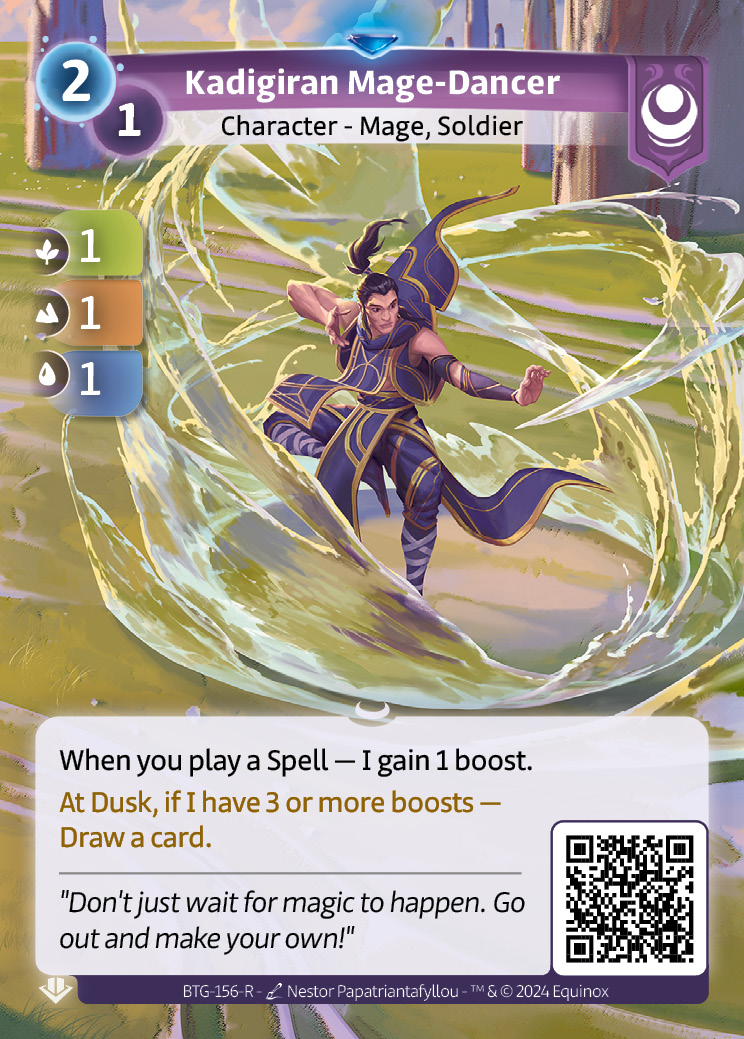 2
Kadigiran Mage-Dancer
1
Character - Mage, Soldier
1
1
1
When you play a Spell — I gain 1 boost.
At Dusk, if I have 3 or more boosts —
Draw a card.
"Don't just wait for magic to happen. Go
out and make your own!"
BTG-156-R - Nestor Papatriantafyllou - ™ & © 2024 Equinox